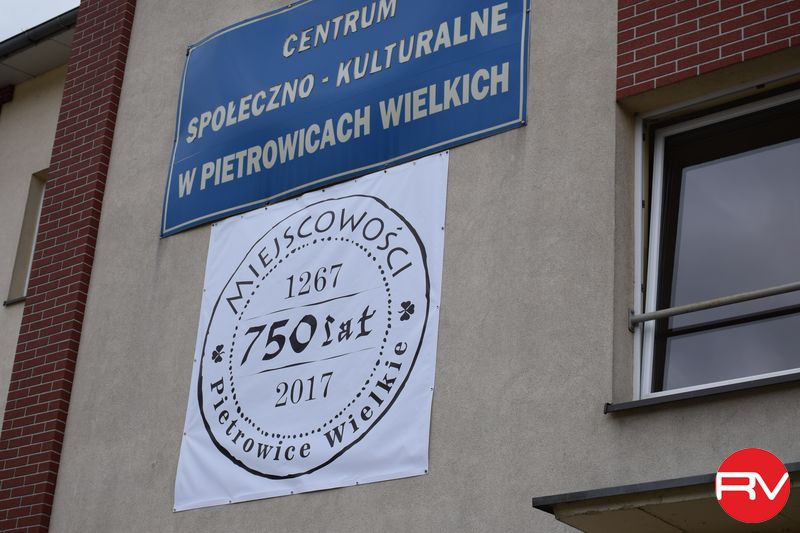 CENTRUM
SPOŁECZNO - KULTURALNE
W PIETROWICACH WIELKICH
MIEJSCOWOŚCI
1267
750 lat
2017
Pietrowice Wielkie
RV